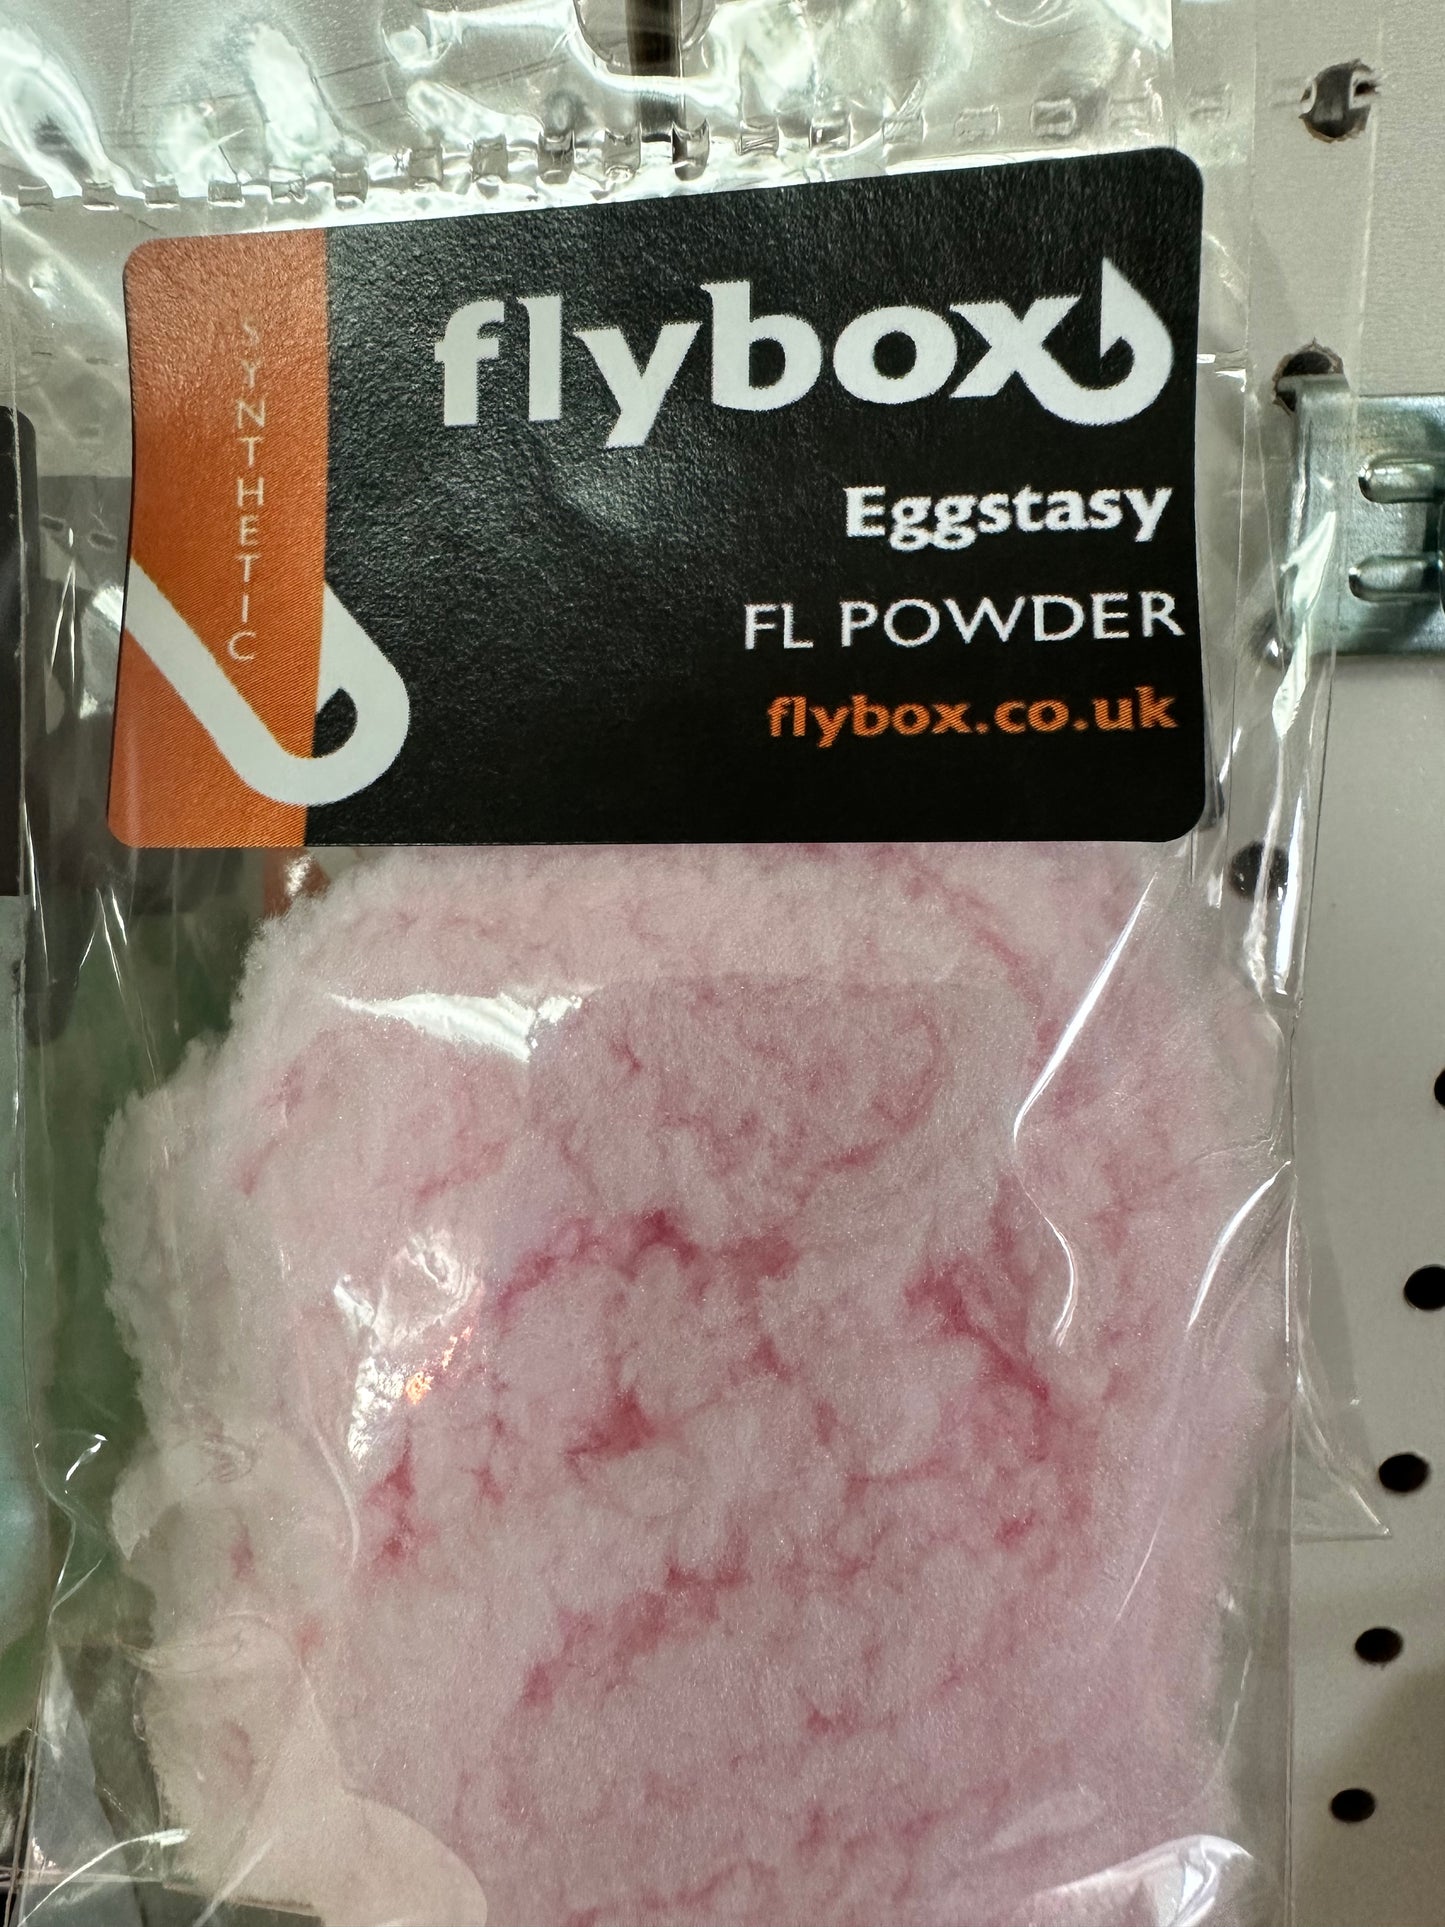 SYNTHETIC
flybox
Eggstasy
FL POWDER
flybox.co.uk